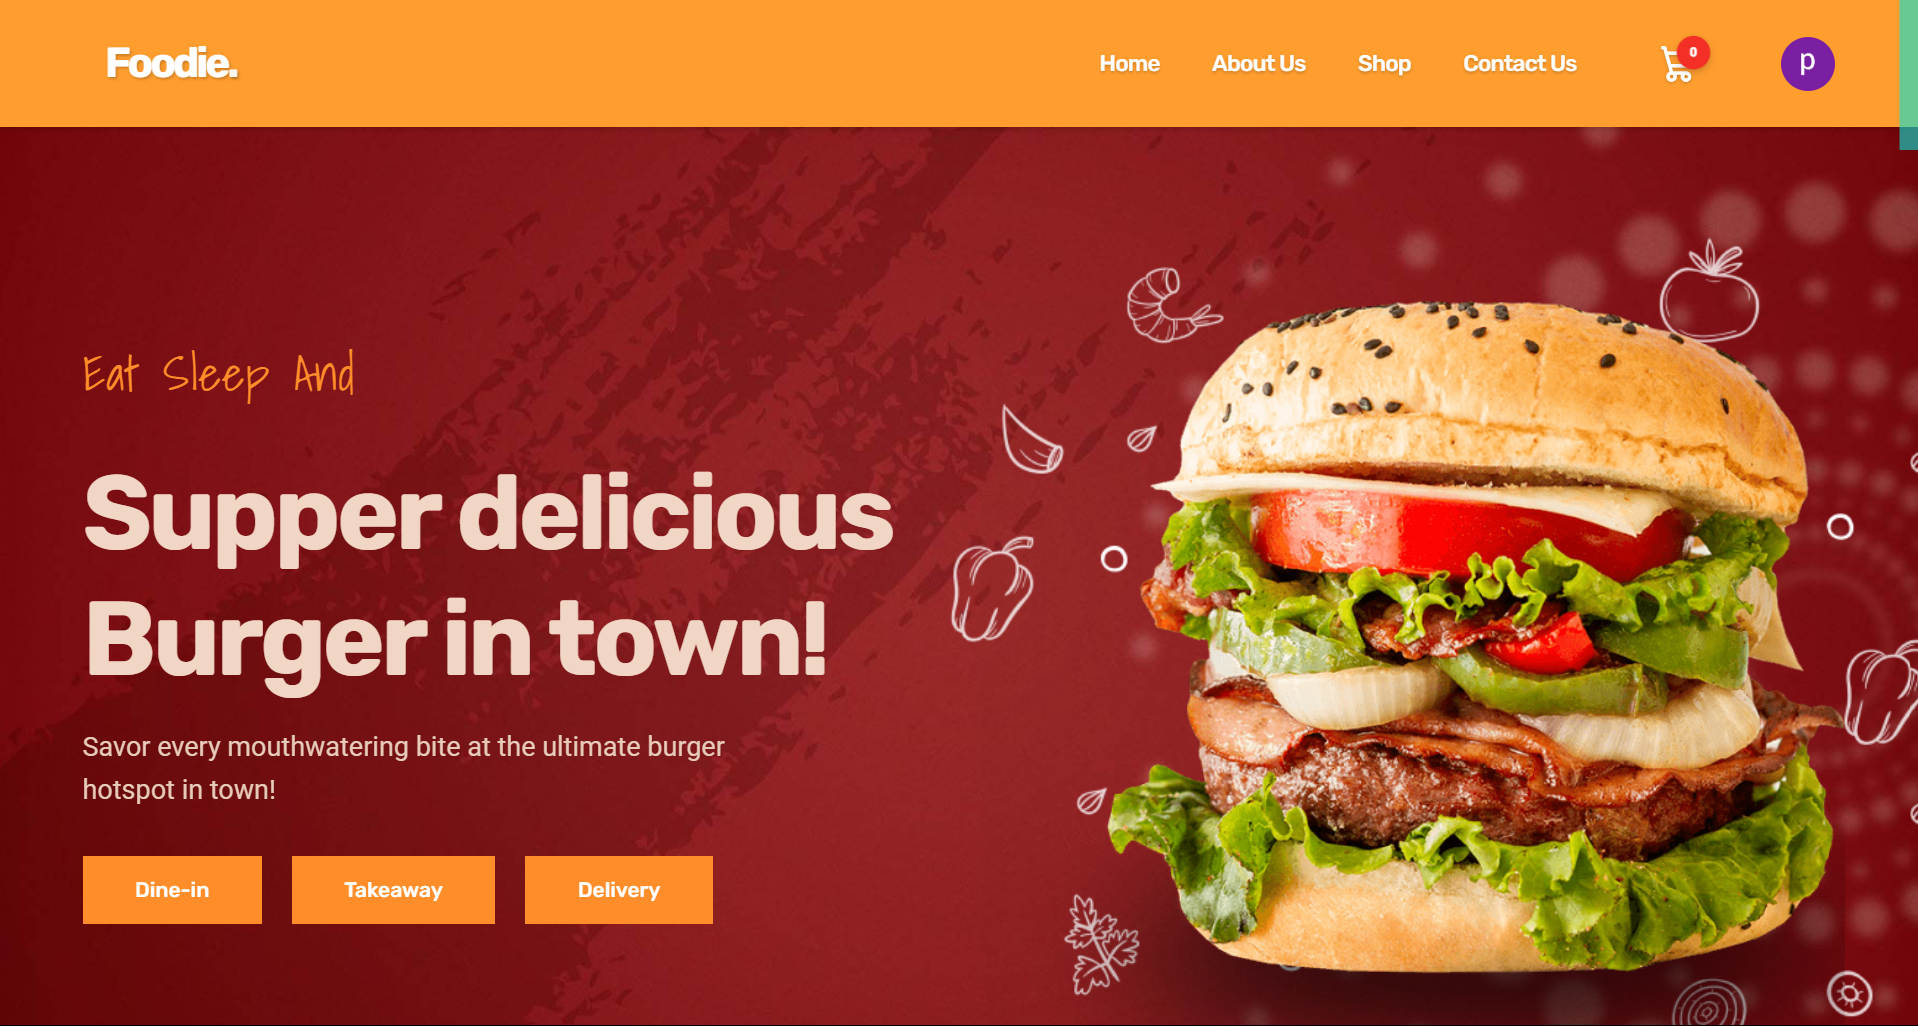 Foodie.
Home About Us Shop Contact Us 0 p
Eat Sleep And
Supper delicious
Burger in town!
Savor every mouthwatering bite at the ultimate burger
hotspot in town!
Dine-in Takeaway Delivery